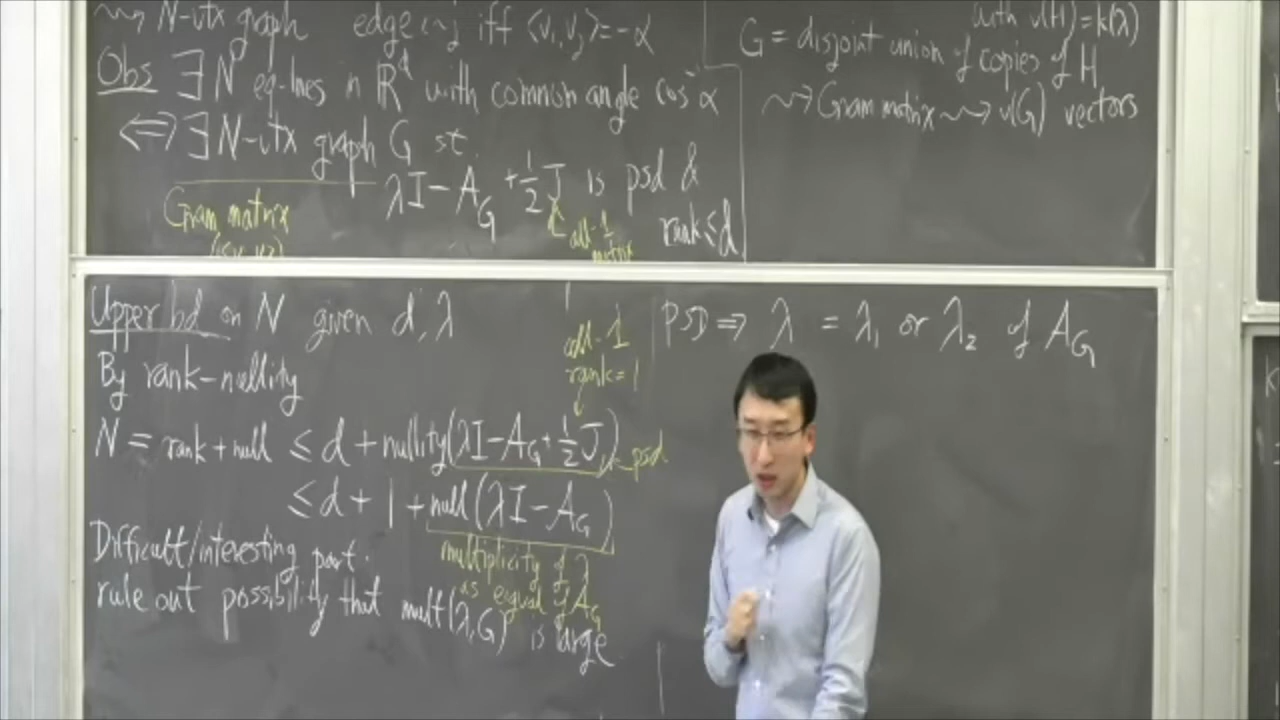 ⇝ N-vtx graph edge i~j iff ⟨v_i, v_j⟩ = -α
Obs ∃ N eq-lines in ℝ^d with common angle cos⁻¹ α
⟺ ∃ N-vtx graph G st.
λI - A_G + 1/2 J is psd &
rank ≤ d
Gram matrix
all-1
matrix
with v(H) = k(λ)
G = disjoint union of copies of H
⇝ Gram matrix ⇝ v(G) vectors
Upper bd on N given d, λ
By rank-nullity
all-1
rank=1
N = rank + null ≤ d + nullity(λI - A_G + 1/2 J) ← psd
≤ d + 1 + null(λI - A_G)
multiplicity of λ
as eigval of A_G
Difficult/interesting part:
rule out possibility that mult(λ, G) is large
PSD ⇒ λ = λ₁ or λ₂ of A_G